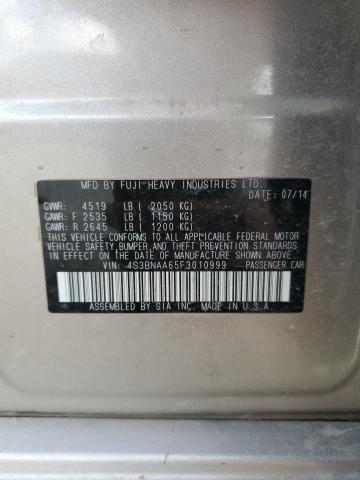 MFD BY FUJI HEAVY INDUSTRIES LTD.
DATE: 07/14
GVWR: 4519 LB ( 2050 KG)
GAWR: F 2535 LB ( 1150 KG)
GAWR: R 2645 LB ( 1200 KG)
THIS VEHICLE CONFORMS TO ALL APPLICABLE FEDERAL MOTOR
VEHICLE SAFETY, BUMPER, AND THEFT PREVENTION STANDARDS
IN EFFECT ON THE DATE OF MANUFACTURE SHOWN ABOVE.
VIN: 4S3BNAA65F3010999 PASSENGER CAR
ASSEMBLED BY SIA INC. MADE IN U.S.A.